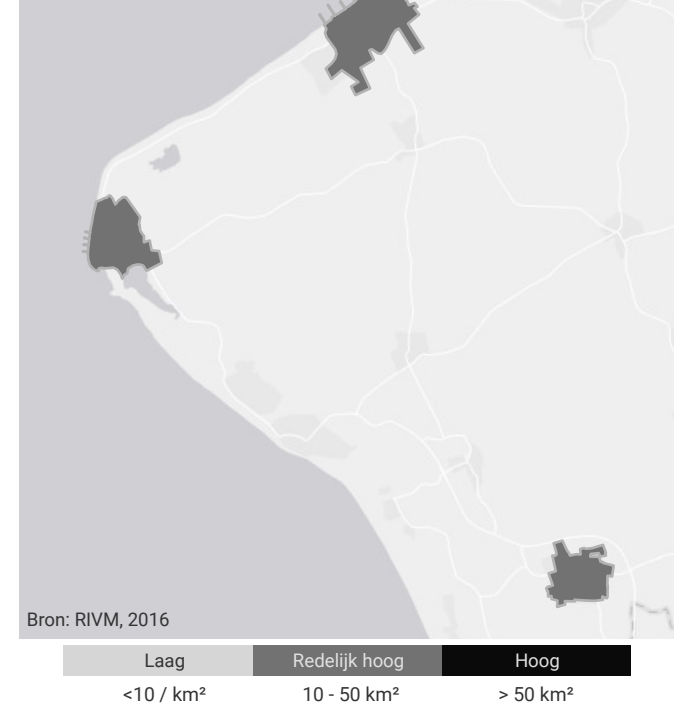 Bron: RIVM, 2016
Laag Redelijk hoog Hoog
<10 / km² 10 - 50 km² > 50 km²